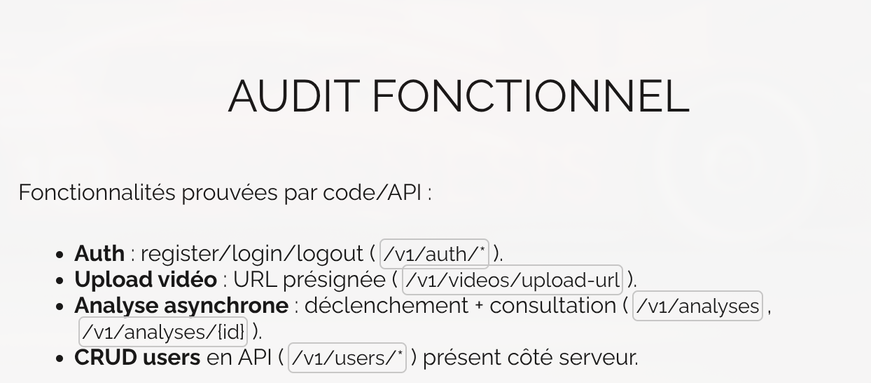 AUDIT FONCTIONNEL
Fonctionnalités prouvées par code/API :
• Auth : register/login/logout ( /v1/auth/* ).
• Upload vidéo : URL présignée ( /v1/videos/upload-url ).
• Analyse asynchrone : déclenchement + consultation ( /v1/analyses ,
/v1/analyses/{id} ).
• CRUD users en API ( /v1/users/* ) présent côté serveur.